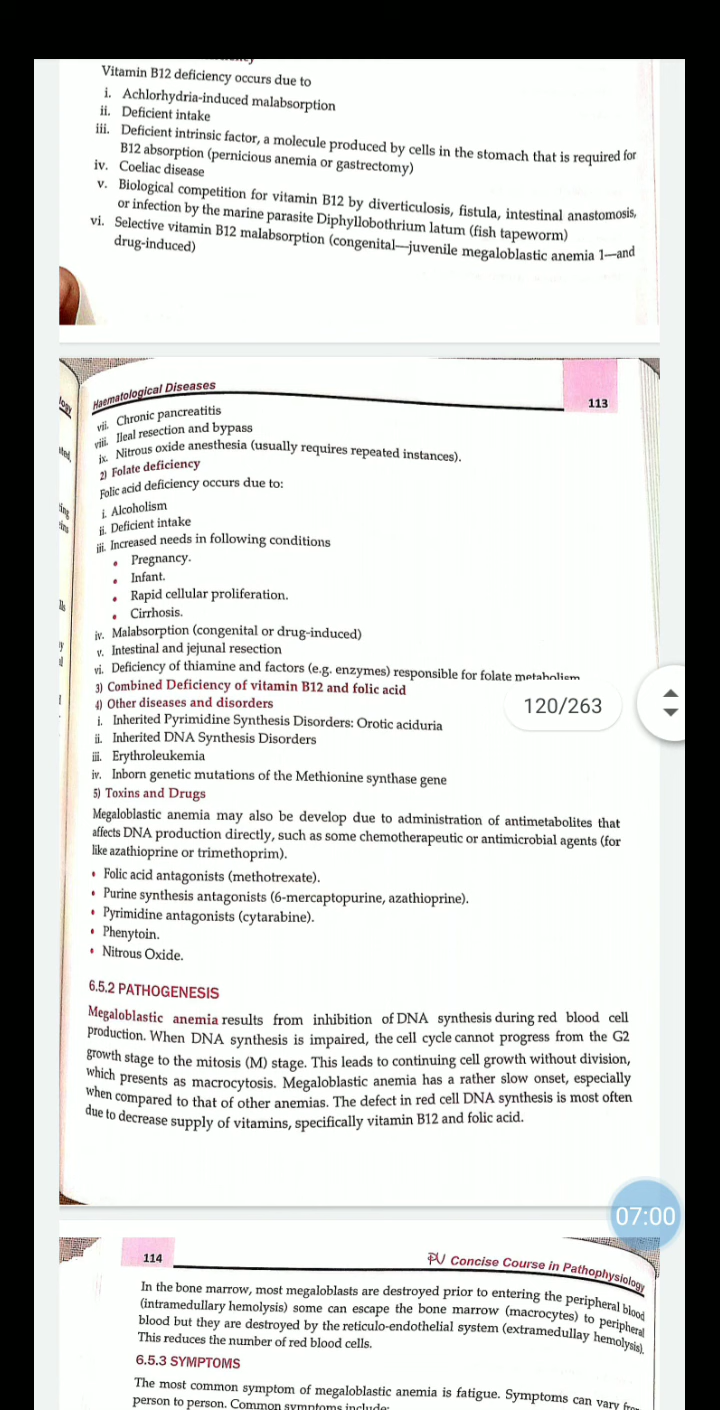 Vitamin B12 deficiency occurs due to
i. Achlorhydria-induced malabsorption
ii. Deficient intake
iii. Deficient intrinsic factor, a molecule produced by cells in the stomach that is required for
B12 absorption (pernicious anemia or gastrectomy)
iv. Coeliac disease
v. Biological competition for vitamin B12 by diverticulosis, fistula, intestinal anastomosis,
or infection by the marine parasite Diphyllobothrium latum (fish tapeworm)
vi. Selective vitamin B12 malabsorption (congenital—juvenile megaloblastic anemia 1—and
drug-induced)
Haematological Diseases
113
vii. Chronic pancreatitis
viii. Ileal resection and bypass
ix. Nitrous oxide anesthesia (usually requires repeated instances).
2) Folate deficiency
Folic acid deficiency occurs due to:
i. Alcoholism
ii. Deficient intake
iii. Increased needs in following conditions
• Pregnancy.
• Infant.
• Rapid cellular proliferation.
• Cirrhosis.
iv. Malabsorption (congenital or drug-induced)
v. Intestinal and jejunal resection
vi. Deficiency of thiamine and factors (e.g. enzymes) responsible for folate metabolism
3) Combined Deficiency of vitamin B12 and folic acid
120/263
4) Other diseases and disorders
i. Inherited Pyrimidine Synthesis Disorders: Orotic aciduria
ii. Inherited DNA Synthesis Disorders
iii. Erythroleukemia
iv. Inborn genetic mutations of the Methionine synthase gene
5) Toxins and Drugs
Megaloblastic anemia may also be develop due to administration of antimetabolites that
affects DNA production directly, such as some chemotherapeutic or antimicrobial agents (for
like azathioprine or trimethoprim).
• Folic acid antagonists (methotrexate).
• Purine synthesis antagonists (6-mercaptopurine, azathioprine).
• Pyrimidine antagonists (cytarabine).
• Phenytoin.
• Nitrous Oxide.
6.5.2 PATHOGENESIS
Megaloblastic anemia results from inhibition of DNA synthesis during red blood cell
production. When DNA synthesis is impaired, the cell cycle cannot progress from the G2
growth stage to the mitosis (M) stage. This leads to continuing cell growth without division,
which presents as macrocytosis. Megaloblastic anemia has a rather slow onset, especially
when compared to that of other anemias. The defect in red cell DNA synthesis is most often
due to decrease supply of vitamins, specifically vitamin B12 and folic acid.
07:00
114
PV Concise Course in Pathophysiology
In the bone marrow, most megaloblasts are destroyed prior to entering the peripheral blood
(intramedullary hemolysis) some can escape the bone marrow (macrocytes) to peripheral
blood but they are destroyed by the reticulo-endothelial system (extramedullay hemolysis).
This reduces the number of red blood cells.
6.5.3 SYMPTOMS
The most common symptom of megaloblastic anemia is fatigue. Symptoms can vary from
person to person. Common symptoms include: